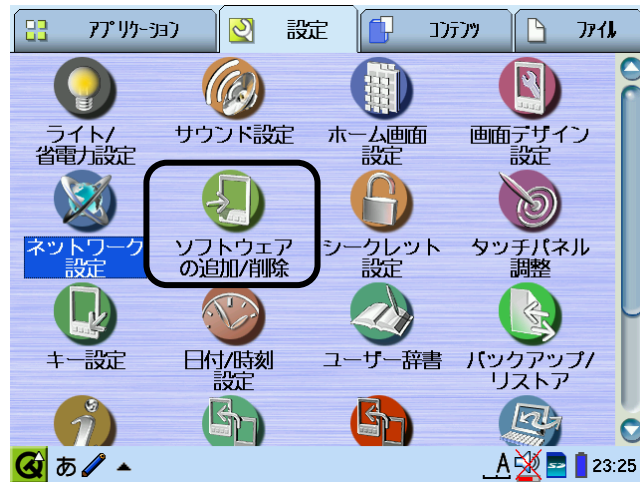 ｱﾌﾟﾘｹｰｼｮﾝ 設定 ｺﾝﾃﾝﾂ ﾌｧｲﾙ
ライト/ サウンド設定 ホーム画面 画面デザイン
省電力設定 設定 設定
ネットワーク ソフトウェア シークレット タッチパネル
設定 の追加/削除 設定 調整
キー設定 日付/時刻 ユーザー辞書 バックアップ/
設定 リストア
あ A 23:25